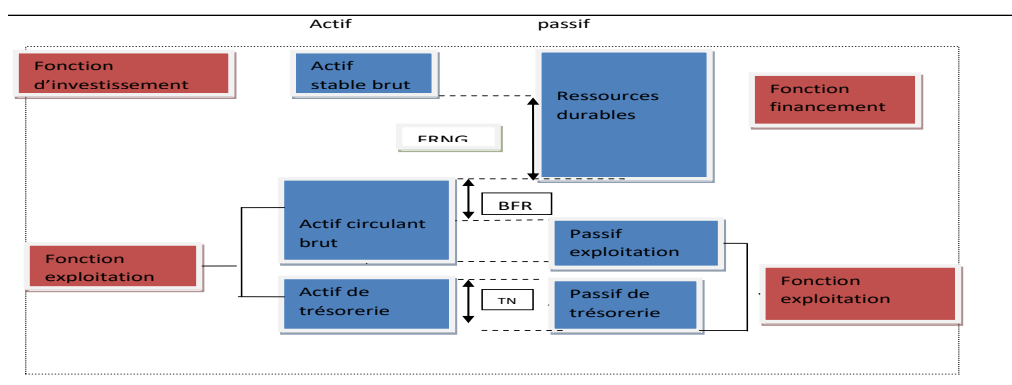 Actif
passif
Fonction
d'investissement
Actif
stable brut
Ressources
durables
Fonction
financement
FRNG
Actif circulant
brut
BFR
Passif
exploitation
Fonction
exploitation
Actif de
trésorerie
TN
Passif de
trésorerie
Fonction
exploitation